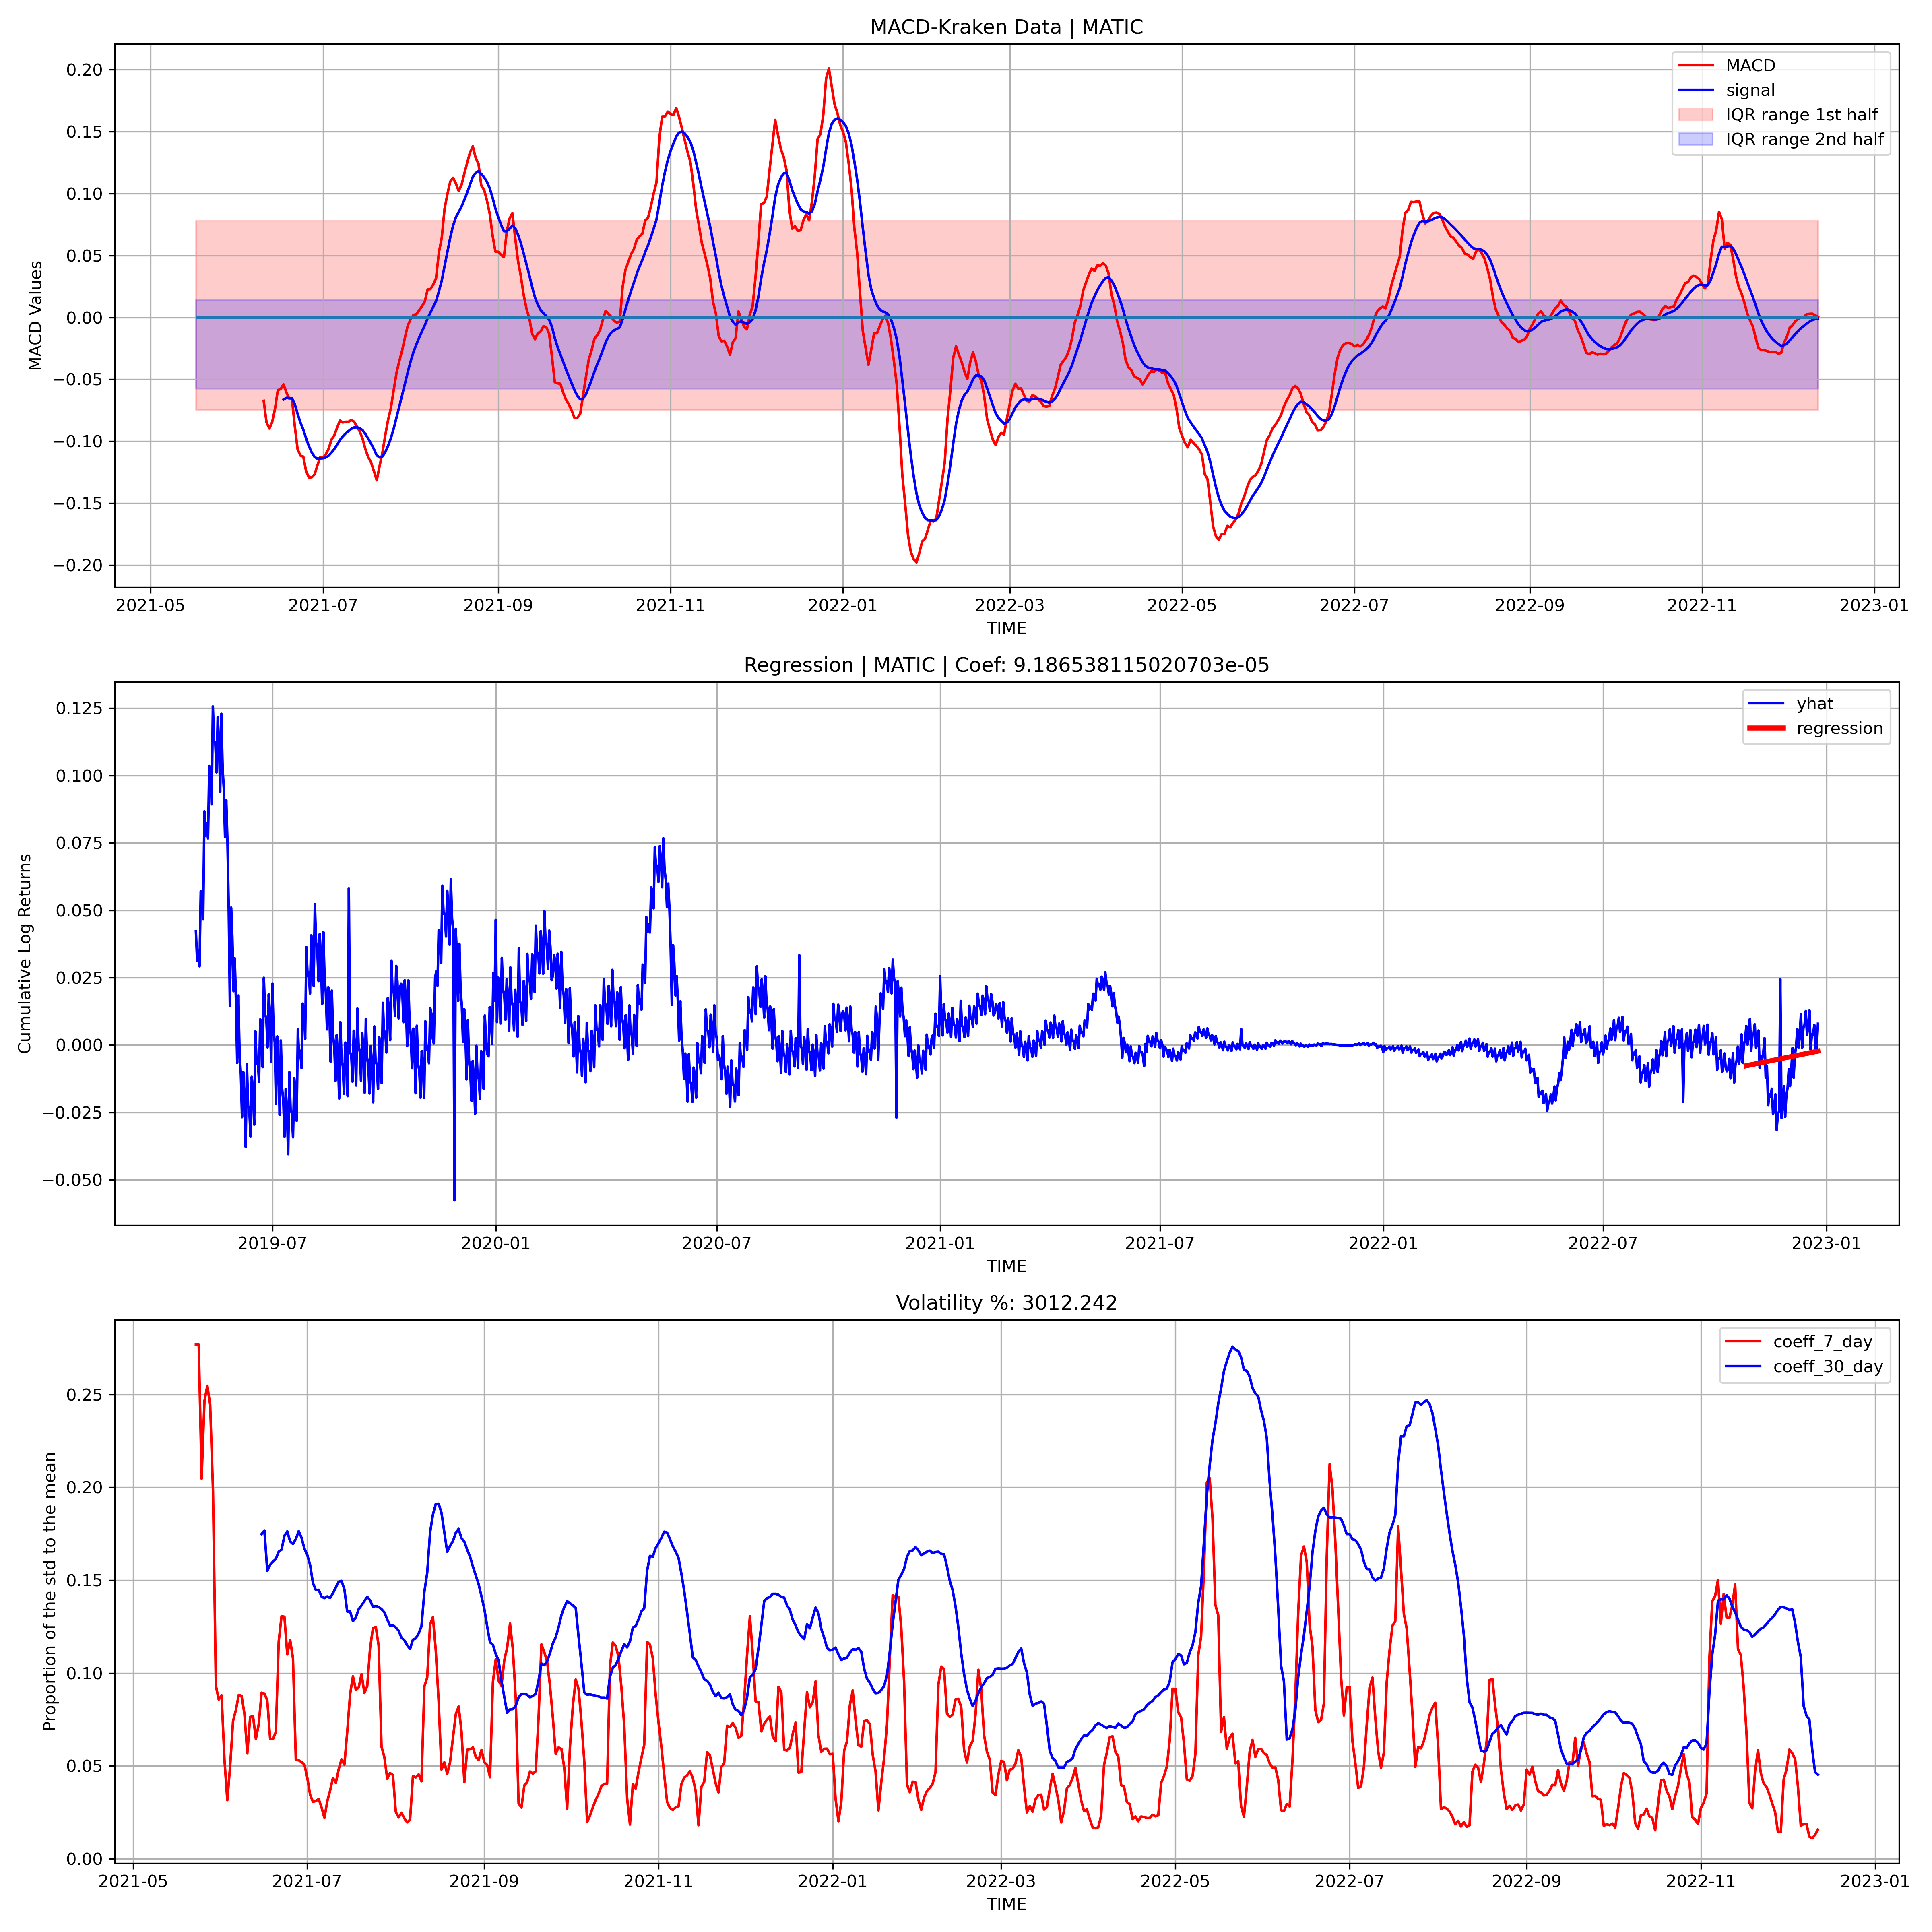 MACD-Kraken Data | MATIC
MACD Values
0.20
0.15
0.10
0.05
0.00
−0.05
−0.10
−0.15
−0.20
MACD
signal
IQR range 1st half
IQR range 2nd half
2021-05 2021-07 2021-09 2021-11 2022-01 2022-03 2022-05 2022-07 2022-09 2022-11 2023-01
TIME
Regression | MATIC | Coef: 9.186538115020703e-05
Cumulative Log Returns
0.125
0.100
0.075
0.050
0.025
0.000
−0.025
−0.050
yhat
regression
2019-07 2020-01 2020-07 2021-01 2021-07 2022-01 2022-07 2023-01
TIME
Volatility %: 3012.242
Proportion of the std to the mean
0.25
0.20
0.15
0.10
0.05
0.00
coeff_7_day
coeff_30_day
2021-05 2021-07 2021-09 2021-11 2022-01 2022-03 2022-05 2022-07 2022-09 2022-11 2023-01
TIME